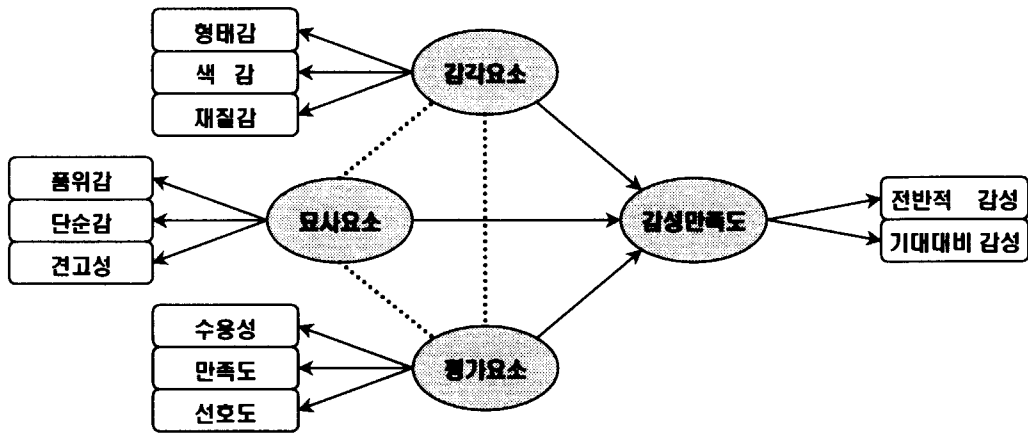 형태감
색 감
재질감
감각요소
품위감
단순감
견고성
묘사요소
감성만족도
전반적 감성
기대대비 감성
수용성
만족도
선호도
평가요소